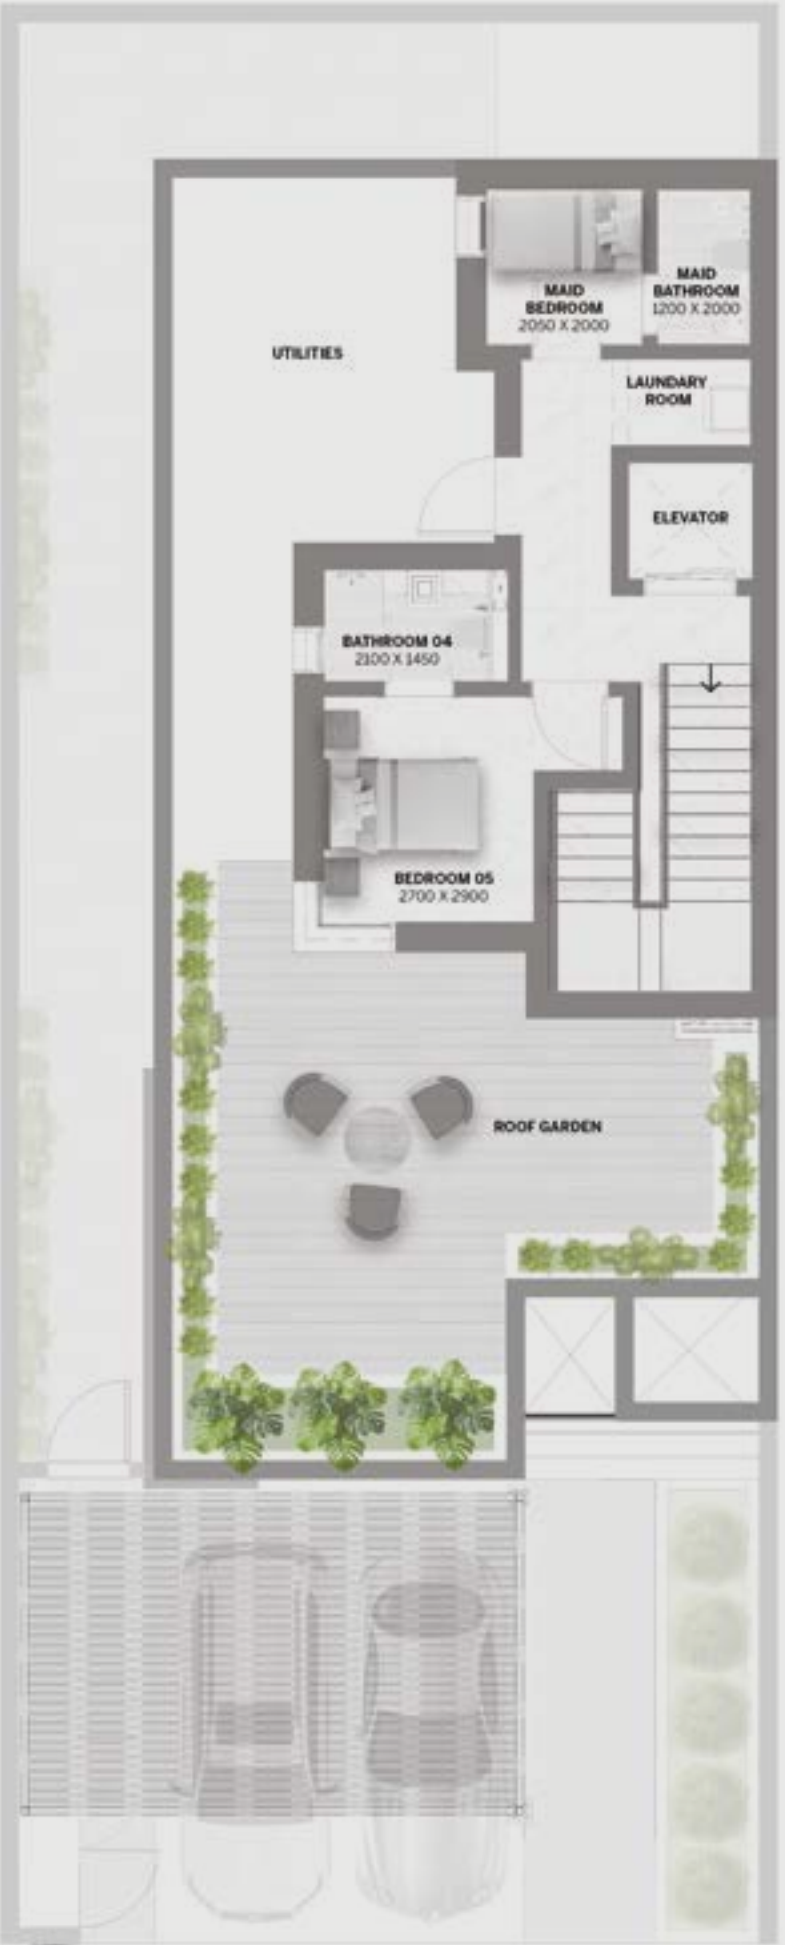 MAID
BEDROOM
2050 X 2000
MAID
BATHROOM
1200 X 2000
UTILITIES
LAUNDARY
ROOM
ELEVATOR
BATHROOM 04
2100 X 1450
BEDROOM 05
2700 X 2900
ROOF GARDEN